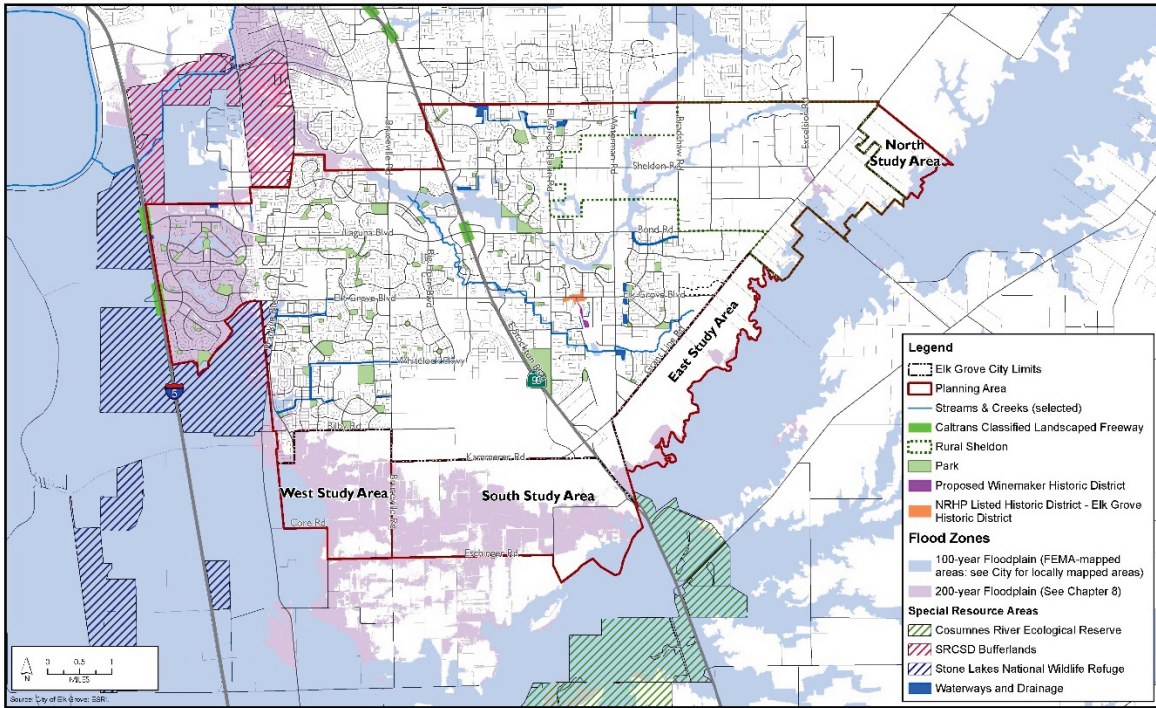 Elk Grove Florin Rd
Waterman Rd
Bradshaw Rd
Excelsior Rd
Bruceville Rd
Sheldon Rd
North
Study Area
Laguna Blvd
Bond Rd
Elk Grove Blvd
Elk Grove Blvd
Grant Line Rd
East Study Area
Whitelock Pkwy
E Stockton Blvd
99
5
Bilby Rd
Kammerer Rd
West Study Area
South Study Area
Bruceville Rd
Core Rd
Eschinger Rd
Legend
Elk Grove City Limits
Planning Area
Streams & Creeks (selected)
Caltrans Classified Landscaped Freeway
Rural Sheldon
Park
Proposed Winemaker Historic District
NRHP Listed Historic District - Elk Grove
Historic District
Flood Zones
100-year Floodplain (FEMA-mapped
areas: see City for locally mapped areas)
200-year Floodplain (See Chapter 8)
Special Resource Areas
Cosumnes River Ecological Reserve
SRCSD Bufferlands
Stone Lakes National Wildlife Refuge
Waterways and Drainage
N
0 0.5 1
MILES
Source: City of Elk Grove; ESRI.